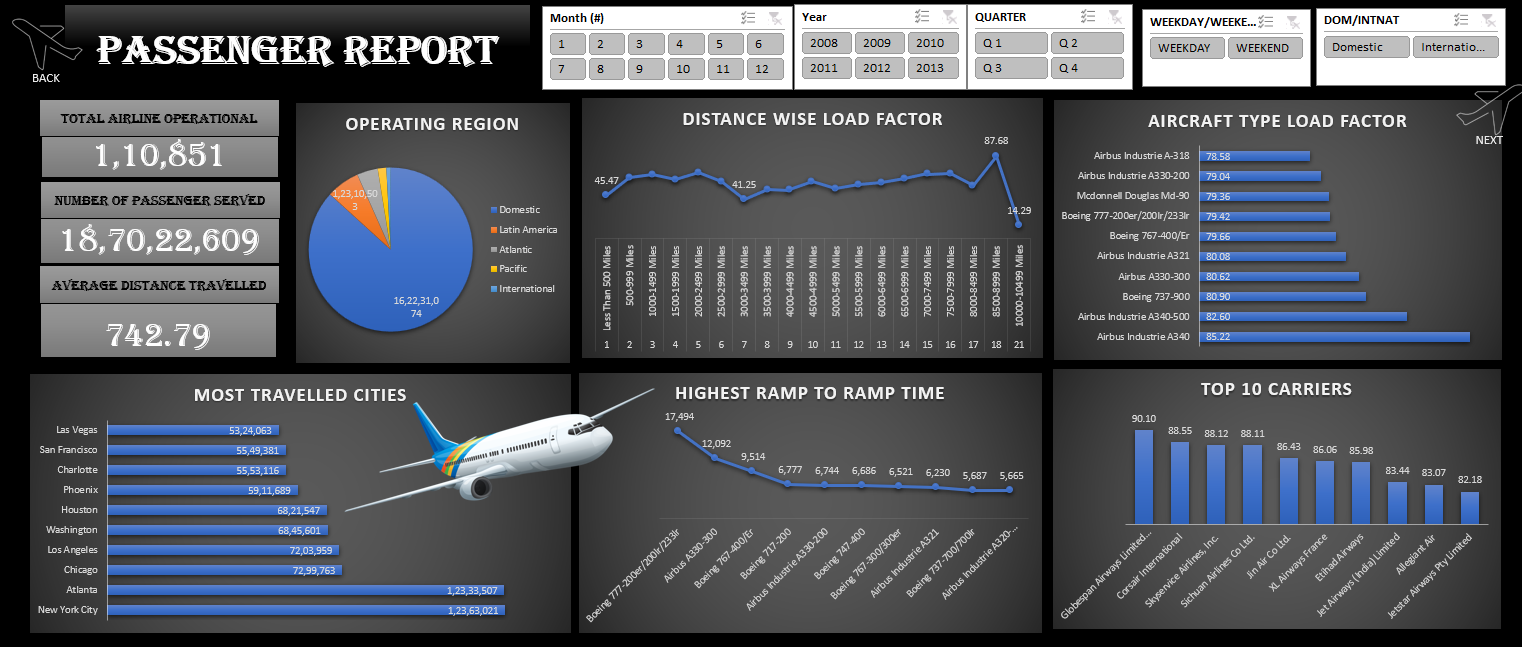 PASSENGER REPORT
BACK
Month (#)
1 2 3 4 5 6
7 8 9 10 11 12
Year
2008 2009 2010
2011 2012 2013
QUARTER
Q 1 Q 2
Q 3 Q 4
WEEKDAY/WEEKE...
WEEKDAY WEEKEND
DOM/INTNAT
Domestic Internatio...
NEXT
TOTAL AIRLINE OPERATIONAL
1,10,851
NUMBER OF PASSENGER SERVED
18,70,22,609
AVERAGE DISTANCE TRAVELLED
742.79
OPERATING REGION
1,23,10,50
3
16,22,31,0
74
Domestic
Latin America
Atlantic
Pacific
International
DISTANCE WISE LOAD FACTOR
45.47
41.25
87.68
14.29
Less Than 500 Miles
500-999 Miles
1000-1499 Miles
1500-1999 Miles
2000-2499 Miles
2500-2999 Miles
3000-3499 Miles
3500-3999 Miles
4000-4499 Miles
4500-4999 Miles
5000-5499 Miles
5500-5999 Miles
6000-6499 Miles
6500-6999 Miles
7000-7499 Miles
7500-7999 Miles
8000-8499 Miles
8500-8999 Miles
10000-10499 Miles
1 2 3 4 5 6 7 8 9 10 11 12 13 14 15 16 17 18 21
AIRCRAFT TYPE LOAD FACTOR
Airbus Industrie A-318 78.58
Airbus Industrie A330-200 79.04
Mcdonnell Douglas Md-90 79.36
Boeing 777-200er/200lr/233lr 79.42
Boeing 767-400/Er 79.66
Airbus Industrie A321 80.08
Airbus A330-300 80.62
Boeing 737-900 80.90
Airbus Industrie A340-500 82.60
Airbus Industrie A340 85.22
MOST TRAVELLED CITIES
Las Vegas 53,24,063
San Francisco 55,49,381
Charlotte 55,53,116
Phoenix 59,11,689
Houston 68,21,547
Washington 68,45,601
Los Angeles 72,03,959
Chicago 72,99,763
Atlanta 1,23,33,507
New York City 1,23,63,021
HIGHEST RAMP TO RAMP TIME
17,494
12,092
9,514
6,777
6,744
6,686
6,521
6,230
5,687
5,665
Boeing 777-200er/200lr/233lr
Airbus A330-300
Boeing 767-400/Er
Boeing 717-200
Airbus Industrie A330-200
Boeing 747-400
Boeing 767-300/300er
Airbus Industrie A321
Boeing 737-700/700lr
Airbus Industrie A320-...
TOP 10 CARRIERS
90.10
88.55
88.12
88.11
86.43
86.06
85.98
83.44
83.07
82.18
Globespan Airways Limited...
Corsair International
Skyservice Airlines, Inc.
Sichuan Airlines Co Ltd.
Jin Air Co Ltd.
XL Airways France
Etihad Airways
Jet Airways (India) Limited
Allegiant Air
Jetstar Airways Pty Limited